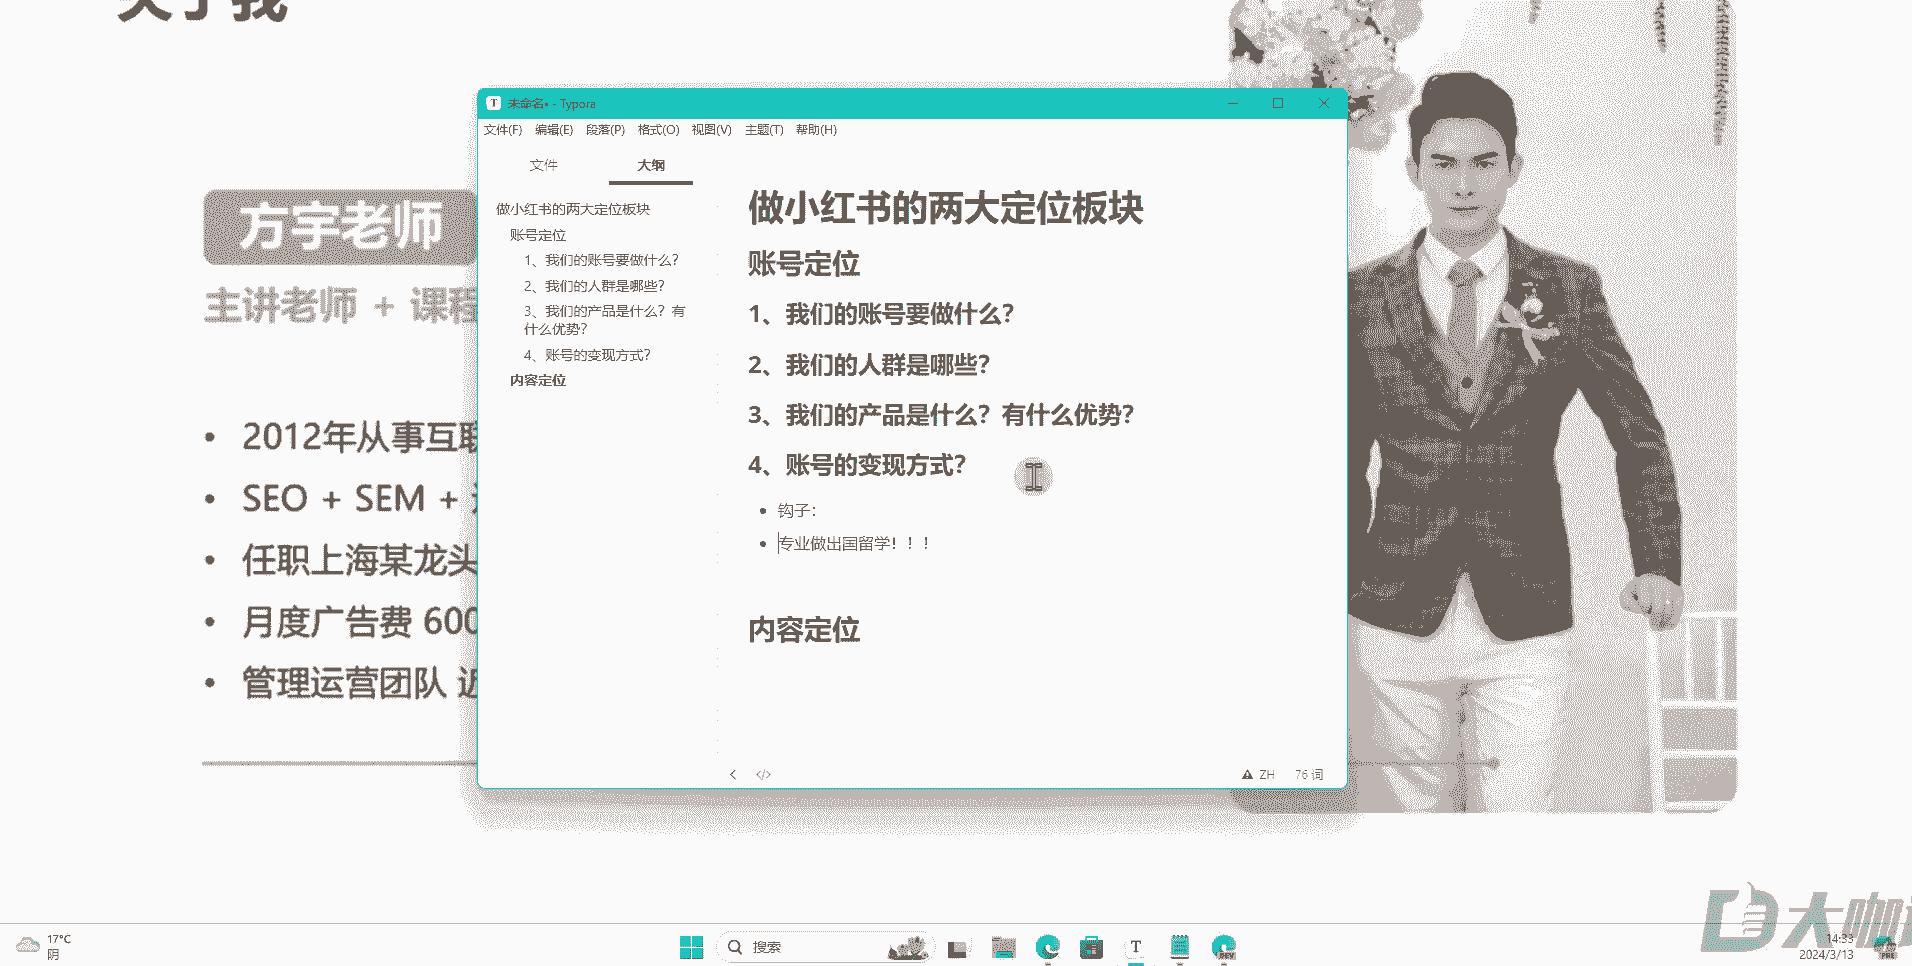 关于我
方宇老师
主讲老师 + 课程
2012年从事互联
SEO + SEM +
任职上海某龙头
月度广告费 600
管理运营团队 近
未命名• - Typora
文件(F) 编辑(E) 段落(P) 格式(O) 视图(V) 主题(T) 帮助(H)
文件 大纲
做小红书的两大定位板块
账号定位
1、我们的账号要做什么？
2、我们的人群是哪些？
3、我们的产品是什么？有
什么优势？
4、账号的变现方式？
内容定位
做小红书的两大定位板块
账号定位
1、我们的账号要做什么？
2、我们的人群是哪些？
3、我们的产品是什么？有什么优势？
4、账号的变现方式？
钩子：
专业做出国留学！！！
内容定位
ZH 76 词
17°C
阴
搜索
14:33
2024/3/13
大咖